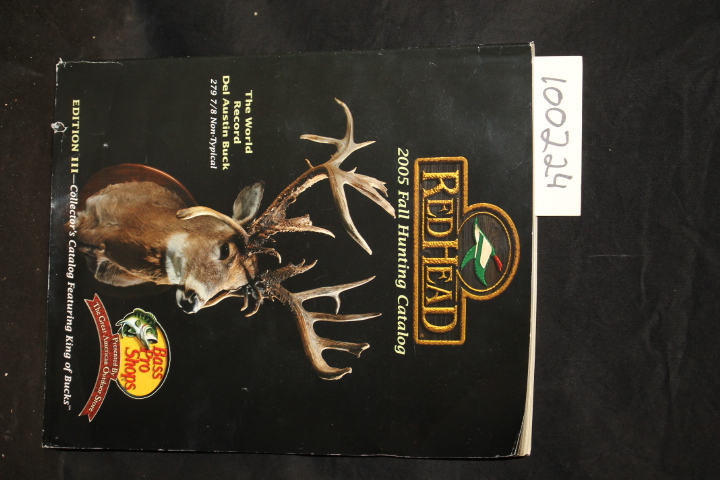 100224
REDHEAD
2005 Fall Hunting Catalog
The World
Record
Del Austin Buck
279 7/8 Non-Typical
Bass
Pro
Shops
Presented By
The Great American Outdoor Store
EDITION III—Collector's Catalog Featuring King of Bucks™